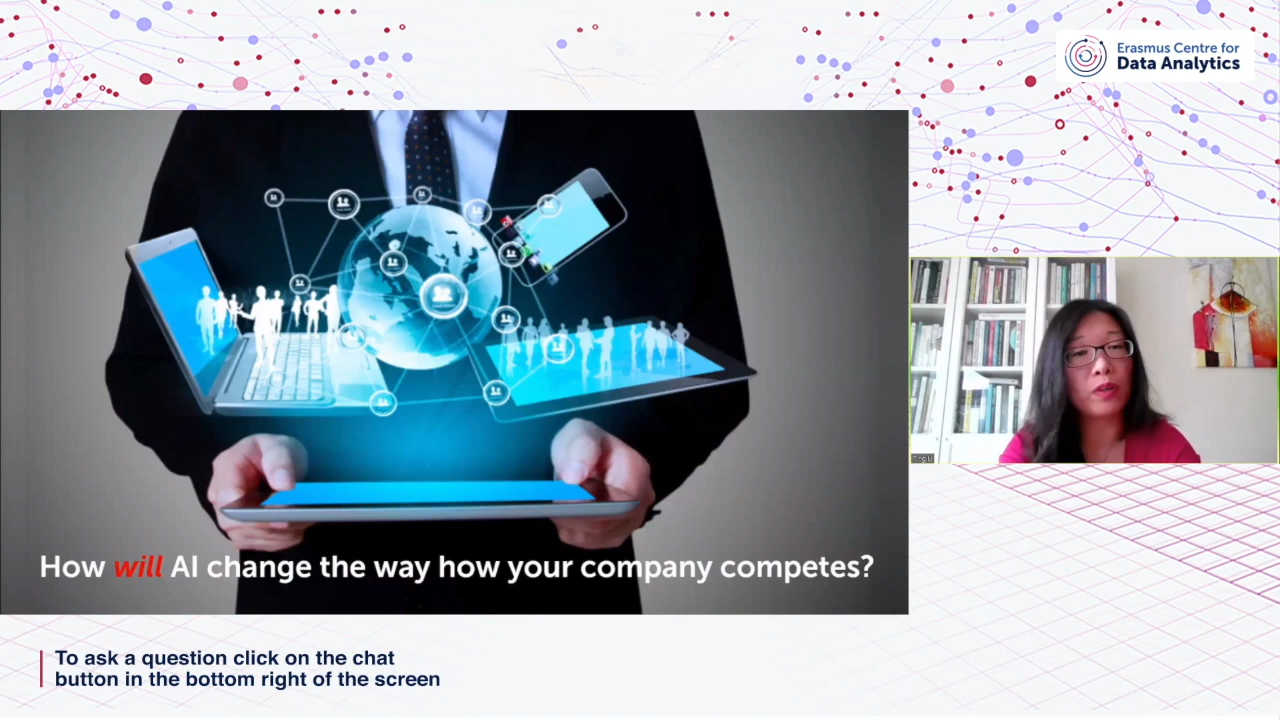 Erasmus Centre for
Data Analytics
How will AI change the way how your company competes?
To ask a question click on the chat
button in the bottom right of the screen